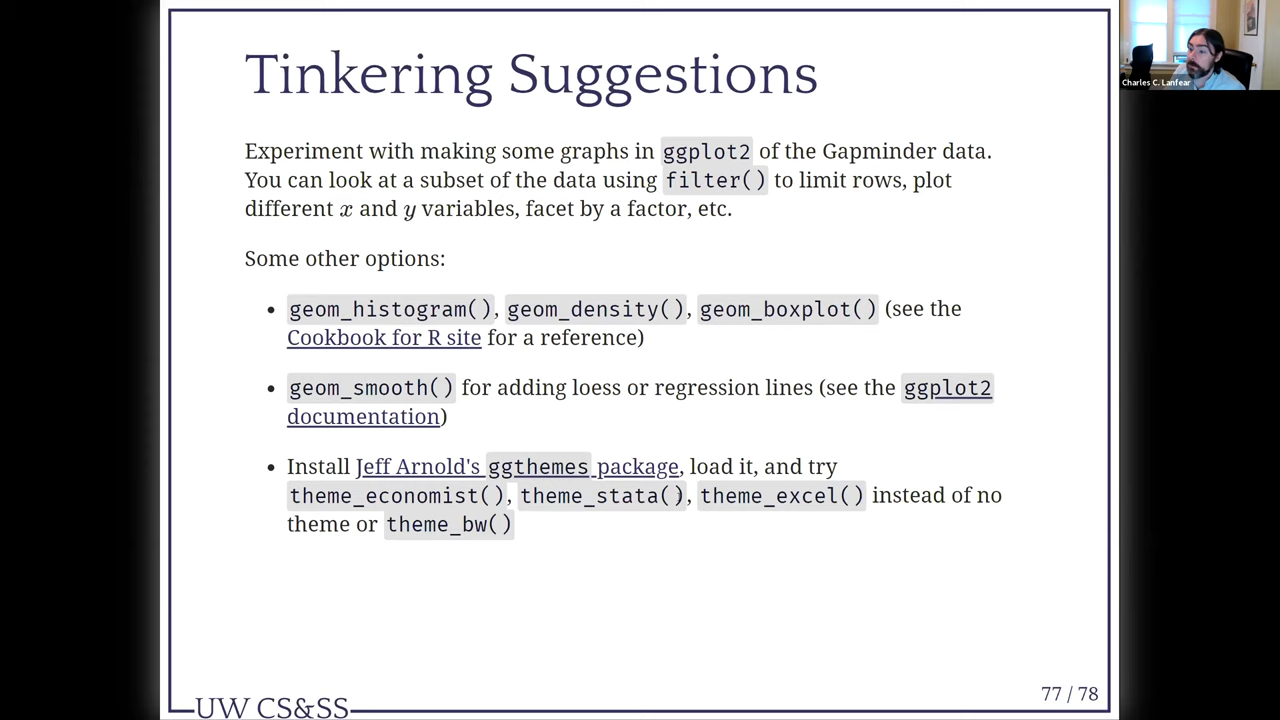 Tinkering Suggestions
Charles C. Lanfear
Experiment with making some graphs in ggplot2 of the Gapminder data.
You can look at a subset of the data using filter() to limit rows, plot
different x and y variables, facet by a factor, etc.
Some other options:
• geom_histogram(), geom_density(), geom_boxplot() (see the
Cookbook for R site for a reference)
• geom_smooth() for adding loess or regression lines (see the ggplot2
documentation)
• Install Jeff Arnold's ggthemes package, load it, and try
theme_economist(), theme_stata(), theme_excel() instead of no
theme or theme_bw()
77 / 78
UW CS&SS